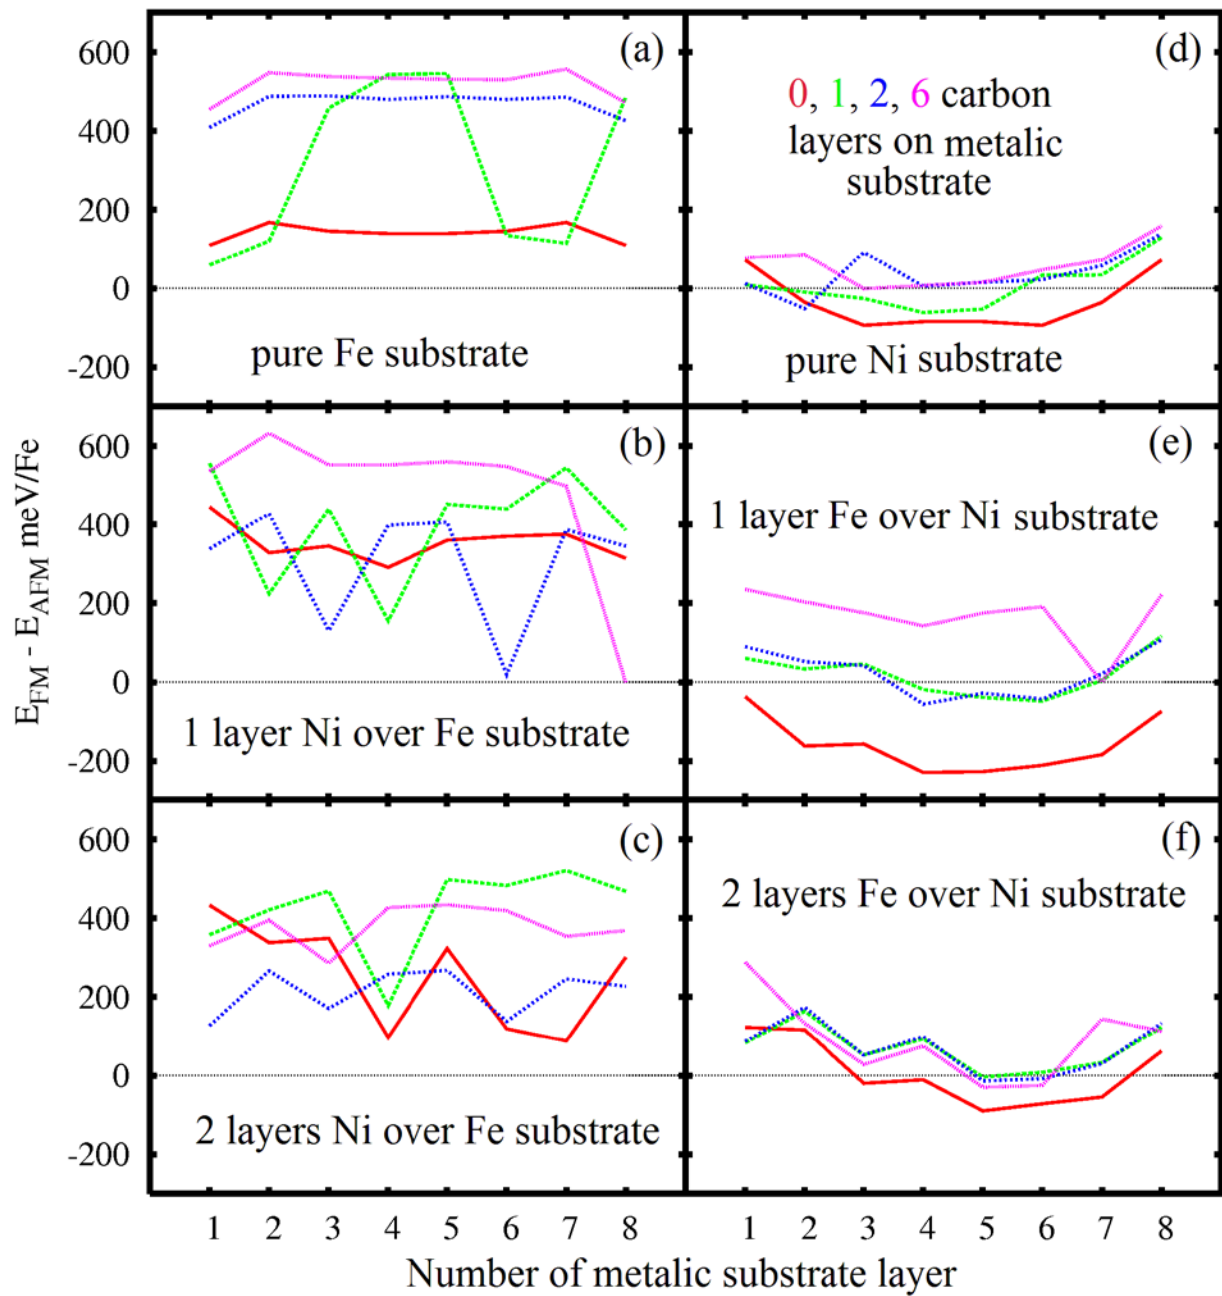 E_FM - E_AFM meV/Fe
(a)
600
400
200
0
-200
pure Fe substrate
(d)
0, 1, 2, 6 carbon
layers on metalic
substrate
pure Ni substrate
(b)
600
400
200
0
-200
1 layer Ni over Fe substrate
(e)
1 layer Fe over Ni substrate
(c)
600
400
200
0
-200
2 layers Ni over Fe substrate
(f)
2 layers Fe over Ni substrate
1 2 3 4 5 6 7 8
1 2 3 4 5 6 7 8
Number of metalic substrate layer